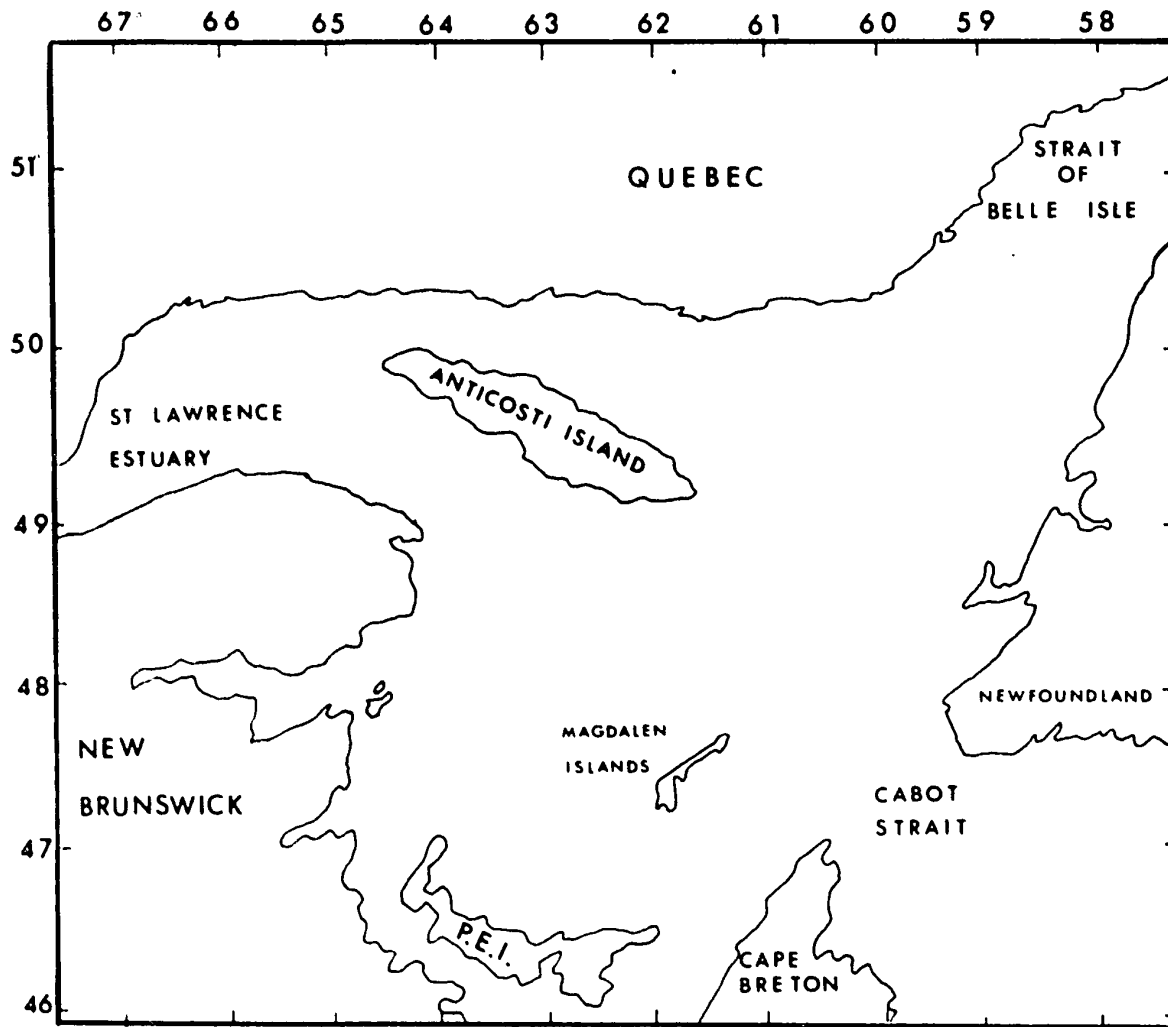 67 66 65 64 63 62 61 60 59 58
51
QUEBEC
STRAIT
OF
BELLE ISLE
50
ANTICOSTI ISLAND
ST LAWRENCE
ESTUARY
49
48
NEWFOUNDLAND
MAGDALEN
ISLANDS
NEW
BRUNSWICK
CABOT
STRAIT
47
P.E.I.
CAPE
BRETON
46